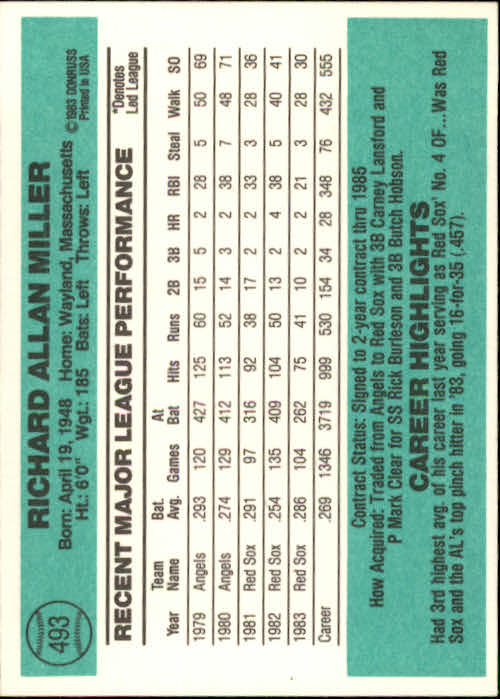 493
RICHARD ALLAN MILLER
Born: April 19, 1948 Home: Wayland, Massachusetts
Ht.: 6'0" Wgt.: 185 Bats: Left Throws: Left
©1983 DONRUSS
Printed in USA
RECENT MAJOR LEAGUE PERFORMANCE
*Denotes
Led League
Team Bat. At
Year Name Avg. Games Bat Hits Runs 2B 3B HR RBI Steal Walk SO
1979 Angels .293 120 427 125 60 15 5 2 28 5 50 69
1980 Angels .274 129 412 113 52 14 3 2 38 7 48 71
1981 Red Sox .291 97 316 92 38 17 2 2 33 3 28 36
1982 Red Sox .254 135 409 104 50 13 2 4 38 5 40 41
1983 Red Sox .286 104 262 75 41 10 2 2 21 3 28 30
Career .269 1346 3719 999 530 154 34 28 348 76 432 555
Contract Status: Signed to 2-year contract thru 1985
How Acquired: Traded from Angels to Red Sox with 3B Carney Lansford and
P Mark Clear for SS Rick Burleson and 3B Butch Hobson.
CAREER HIGHLIGHTS
Had 3rd highest avg. of his career last year serving as Red Sox' No. 4 OF...Was Red
Sox and the AL's top pinch hitter in '83, going 16-for-35 (.457).